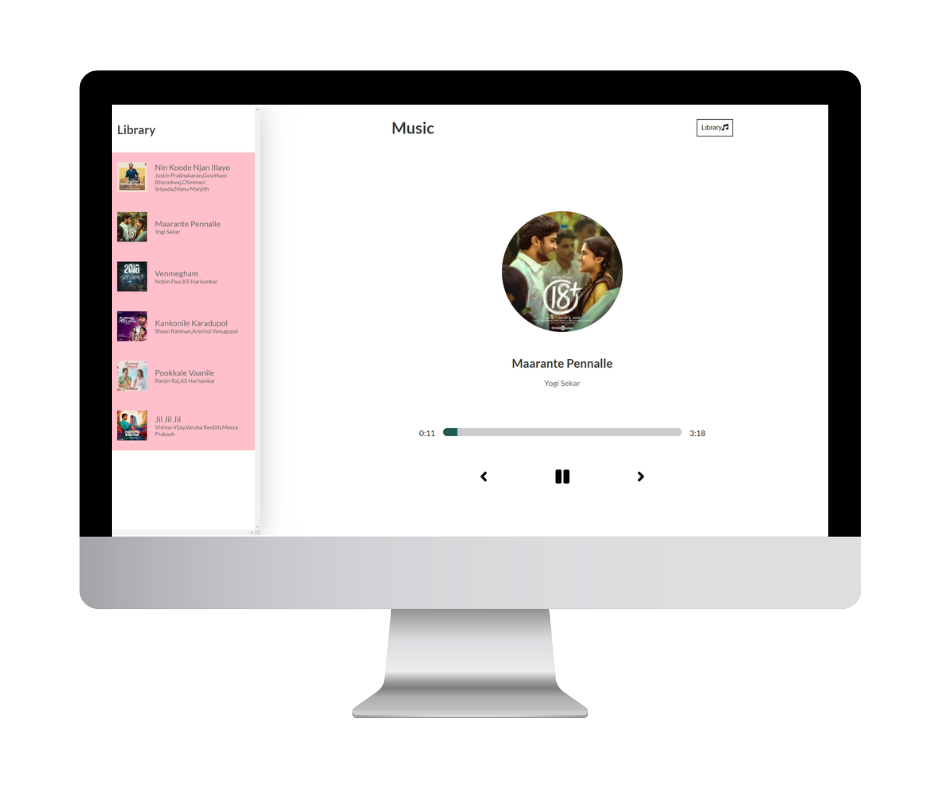 Library
Nin Koode Njan Illayo
Justin Prabhakaran,Gowtham
Bharadwaj,Chinmayi
Sripada,Manu Manjith
Maarante Pennalle
Yogi Sekar
Venmegham
Nobin Paul,KS Harisankar
Kankonile Karadupol
Shaan Rahman,Aravind Venugopal
Pookkale Vaanile
Ranjin Raj,KS Harisankar
Jil Jil Jil
Vishnu Vijay,Varsha Renjith,Meera
Prakash
2018
Music
Library
18+
Maarante Pennalle
Yogi Sekar
0:11
3:18